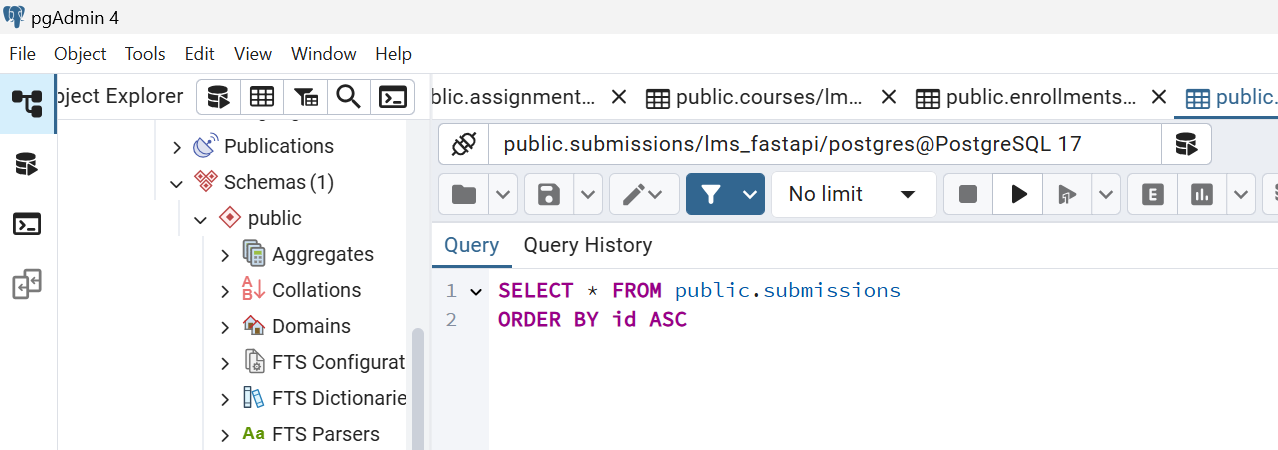 pgAdmin 4
File Object Tools Edit View Window Help
bject Explorer
Publications
Schemas (1)
public
Aggregates
Collations
Domains
FTS Configurat
FTS Dictionarie
Aa FTS Parsers
blic.assignment... public.courses/lm... public.enrollments... public.
public.submissions/lms_fastapi/postgres@PostgreSQL 17
No limit
E
Query Query History
1 SELECT * FROM public.submissions
2 ORDER BY id ASC